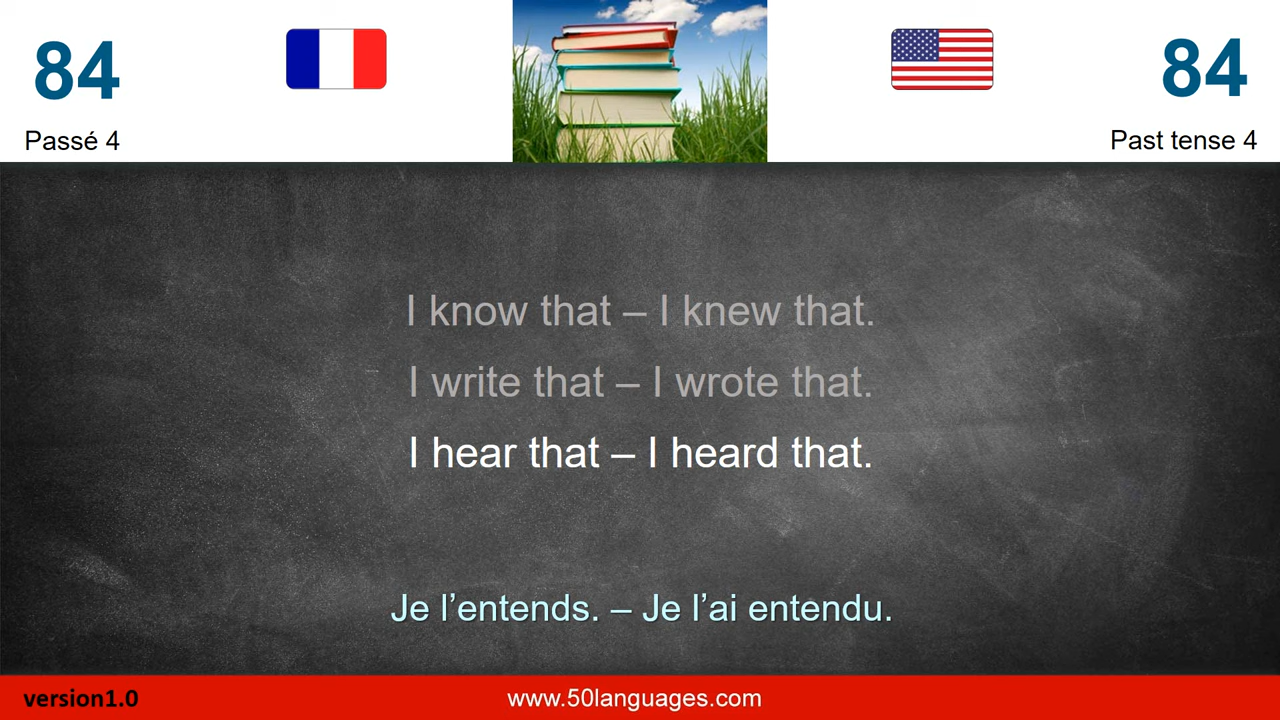 84
84
Passé 4
Past tense 4
I know that – I knew that.
I write that – I wrote that.
I hear that – I heard that.
Je l’entends. – Je l’ai entendu.
version1.0
www.50languages.com